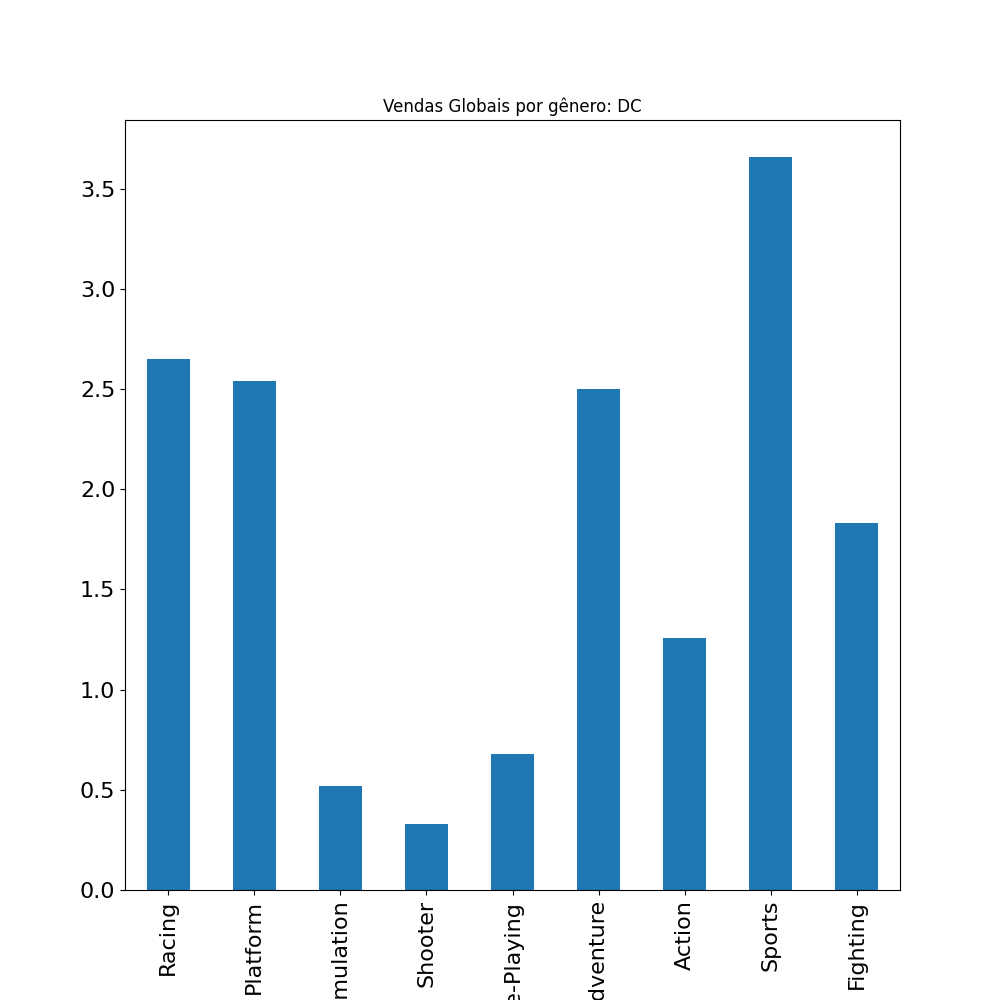 Vendas Globais por gênero: DC
3.5
3.0
2.5
2.0
1.5
1.0
0.5
0.0
Racing
Platform
mulation
Shooter
e-Playing
dventure
Action
Sports
Fighting